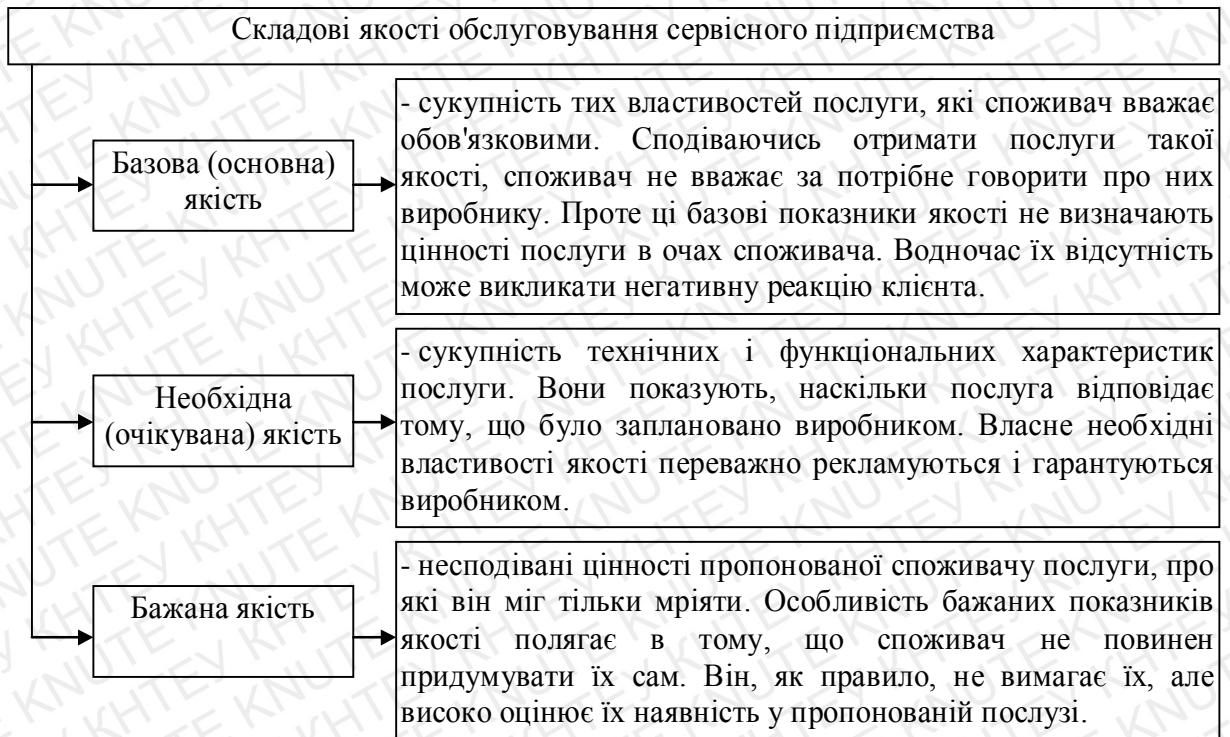 Складові якості обслуговування сервісного підприємства
Базова (основна)
якість
- сукупність тих властивостей послуги, які споживач вважає
обов'язковими. Сподіваючись отримати послуги такої
якості, споживач не вважає за потрібне говорити про них
виробнику. Проте ці базові показники якості не визначають
цінності послуги в очах споживача. Водночас їх відсутність
може викликати негативну реакцію клієнта.
Необхідна
(очікувана) якість
- сукупність технічних і функціональних характеристик
послуги. Вони показують, наскільки послуга відповідає
тому, що було заплановано виробником. Власне необхідні
властивості якості переважно рекламуються і гарантуються
виробником.
Бажана якість
- несподівані цінності пропонованої споживачу послуги, про
які він міг тільки мріяти. Особливість бажаних показників
якості полягає в тому, що споживач не повинен
придумувати їх сам. Він, як правило, не вимагає їх, але
високо оцінює їх наявність у пропонованій послузі.